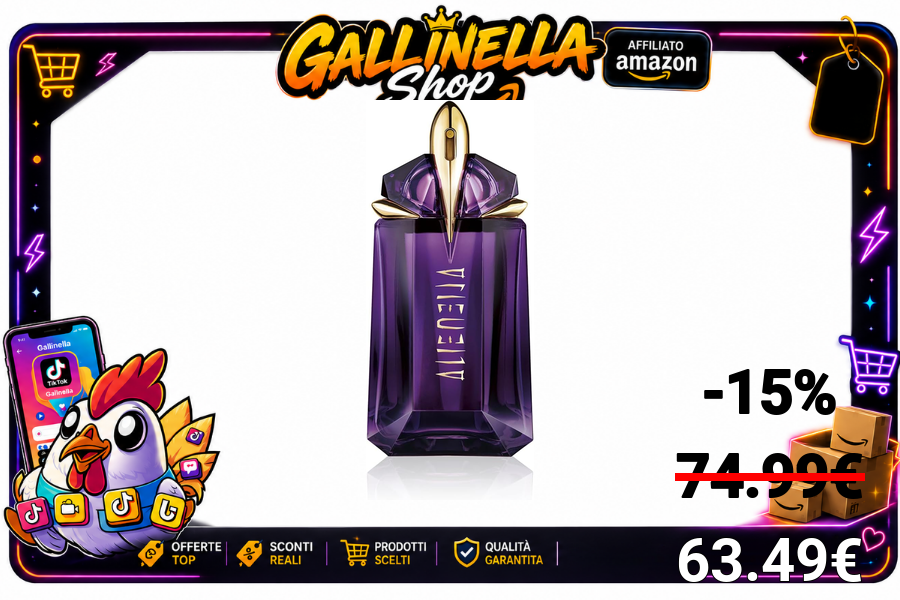 GALLINELLA
Shop
AFFILIATO
amazon
Gallinella
TikTok
Gallinella
-15%
74.99€
63.49€
OFFERTE
TOP
SCONTI
REALI
PRODOTTI
SCELTI
QUALITÀ
GARANTITA